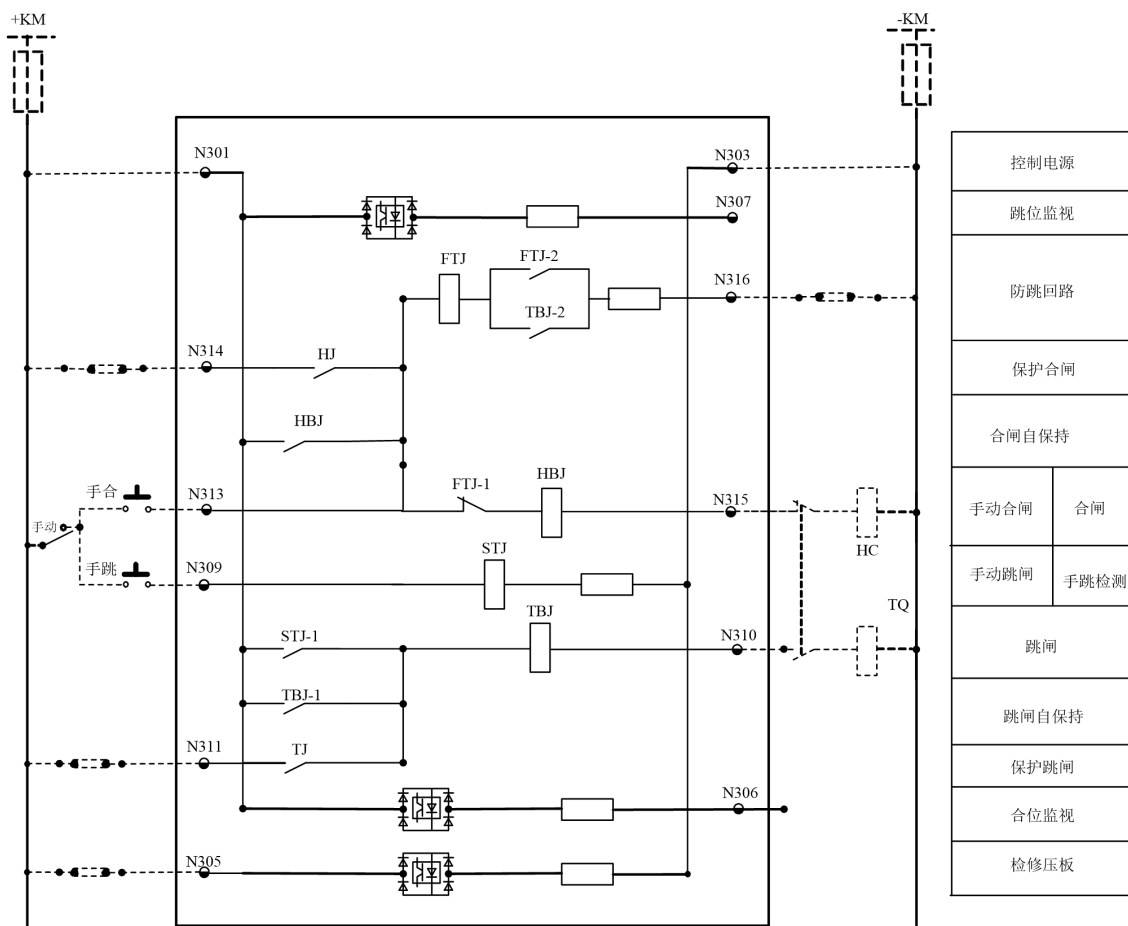 +KM
-KM
N301
N303
控制电源
N307
跳位监视
FTJ
FTJ-2
N316
防跳回路
TBJ-2
N314
HJ
保护合闸
HBJ
合闸自保持
手合
N313
FTJ-1
HBJ
N315
手动合闸
合闸
手动
HC
手跳
N309
STJ
手动跳闸
手跳检测
TBJ
TQ
STJ-1
N310
跳闸
TBJ-1
跳闸自保持
N311
TJ
保护跳闸
N306
合位监视
N305
检修压板